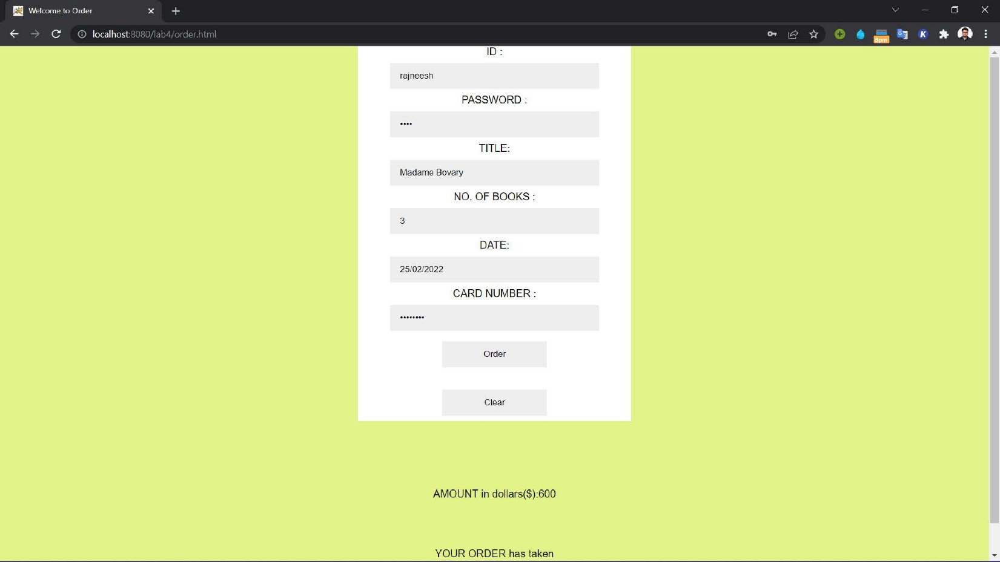 Welcome to Order
localhost:8080/lab4/order.html
8pm
G
K
ID :
rajneesh
PASSWORD :
••••
TITLE:
Madame Bovary
NO. OF BOOKS :
3
DATE:
25/02/2022
CARD NUMBER :
••••••••
Order
Clear
AMOUNT in dollars($):600
YOUR ORDER has taken